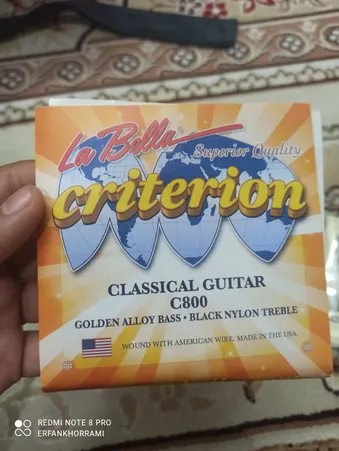 La Bella
Superior Quality
criterion
CLASSICAL GUITAR
C800
GOLDEN ALLOY BASS • BLACK NYLON TREBLE
WOUND WITH AMERICAN WIRE. MADE IN THE U.S.A.
REDMI NOTE 8 PRO
ERFANKHORRAMI